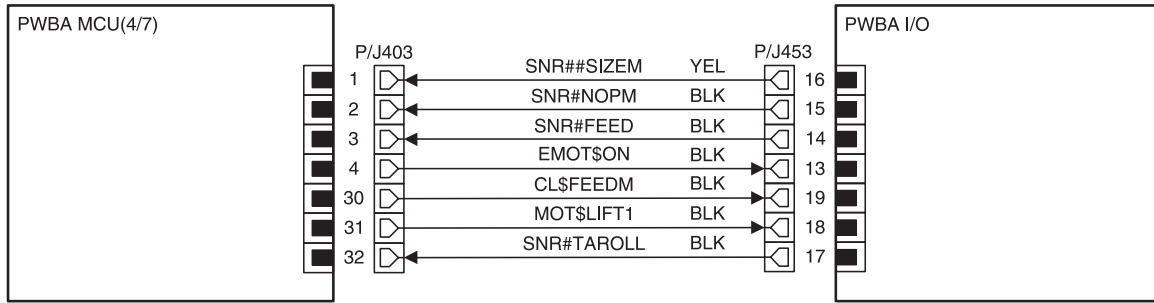 PWBA MCU(4/7) PWBA I/O
P/J403 P/J453
1 SNR##SIZEM YEL 16
2 SNR#NOPM BLK 15
3 SNR#FEED BLK 14
4 EMOT$ON BLK 13
30 CL$FEEDM BLK 19
31 MOT$LIFT1 BLK 18
32 SNR#TAROLL BLK 17